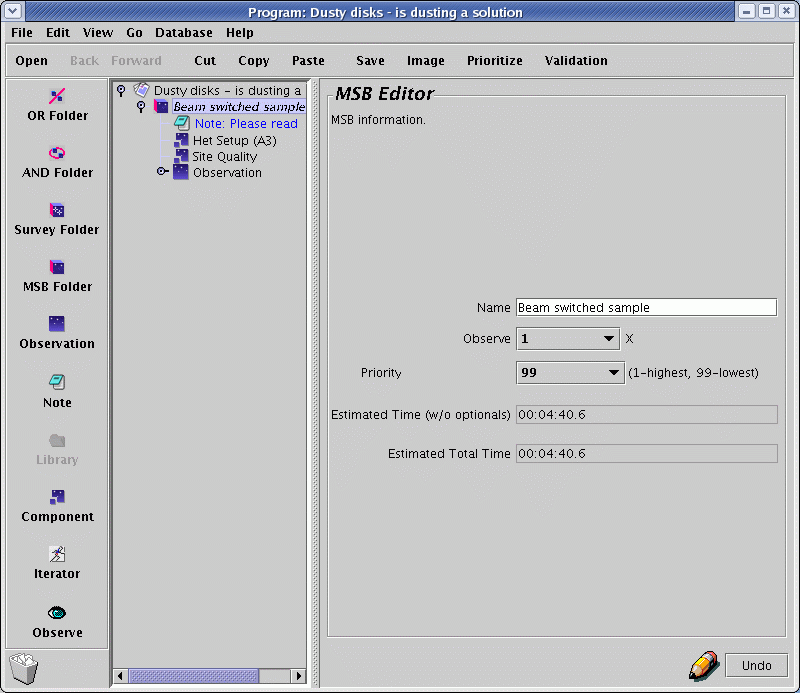 Program: Dusty disks - is dusting a solution
File Edit View Go Database Help
Open Back Forward Cut Copy Paste Save Image Prioritize Validation
OR Folder
AND Folder
Survey Folder
MSB Folder
Observation
Note
Library
Component
Iterator
Observe
Dusty disks - is dusting a
Beam switched sample
Note: Please read
Het Setup (A3)
Site Quality
Observation
MSB Editor
MSB information.
Name Beam switched sample
Observe 1 X
Priority 99 (1-highest, 99-lowest)
Estimated Time (w/o optionals) 00:04:40.6
Estimated Total Time 00:04:40.6
Undo